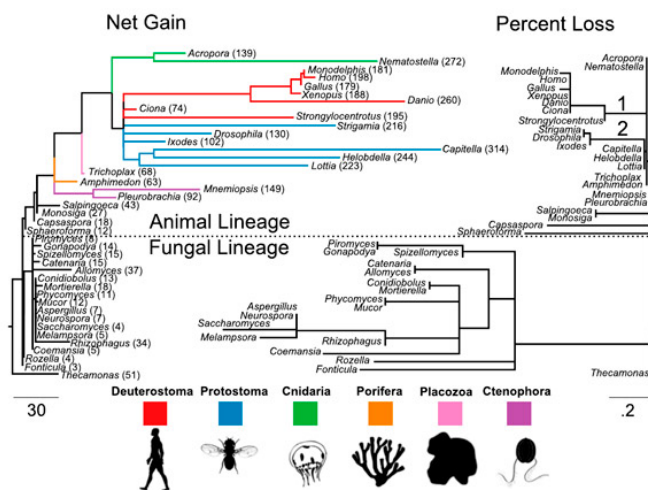 Net Gain
Percent Loss
Acropora (139)
Nematostella (272)
Monodelphis (181)
Homo (198)
Gallus (179)
Xenopus (188)
Danio (260)
Ciona (74)
Strongylocentrotus (195)
Strigamia (216)
Drosophila (130)
Ixodes (102)
Capitella (314)
Helobdella (244)
Lottia (223)
Trichoplax (68)
Amphimedon (63)
Mnemiopsis (149)
Pleurobrachia (92)
Salpingoeca (43)
Monosiga (27)
Capsaspora (18)
Sphaeroforma (12)
Animal Lineage
Fungal Lineage
Piromyces (8)
Gonapodya (14)
Spizellomyces (15)
Catenaria (15)
Allomyces (37)
Conidiobolus (13)
Mortierella (18)
Phycomyces (11)
Mucor (12)
Aspergillus (7)
Neurospora (7)
Saccharomyces (4)
Melampsora (5)
Rhizophagus (34)
Coemansia (5)
Rozella (4)
Fonticula (3)
Thecamonas (51)
30
Acropora
Nematostella
Monodelphis
Homo
Gallus
Xenopus
Danio
Ciona
1
Strongylocentrotus
2
Strigamia
Drosophila
Ixodes
Capitella
Helobdella
Lottia
Trichoplax
Amphimedon
Mnemiopsis
Pleurobrachia
Salpingoeca
Monosiga
Capsaspora
Sphaeroforma
Piromyces
Gonapodya
Spizellomyces
Catenaria
Allomyces
Conidiobolus
Mortierella
Phycomyces
Mucor
Aspergillus
Neurospora
Saccharomyces
Melampsora
Rhizophagus
Coemansia
Rozella
Fonticula
Thecamonas
.2
Deuterostoma
Protostoma
Cnidaria
Porifera
Placozoa
Ctenophora